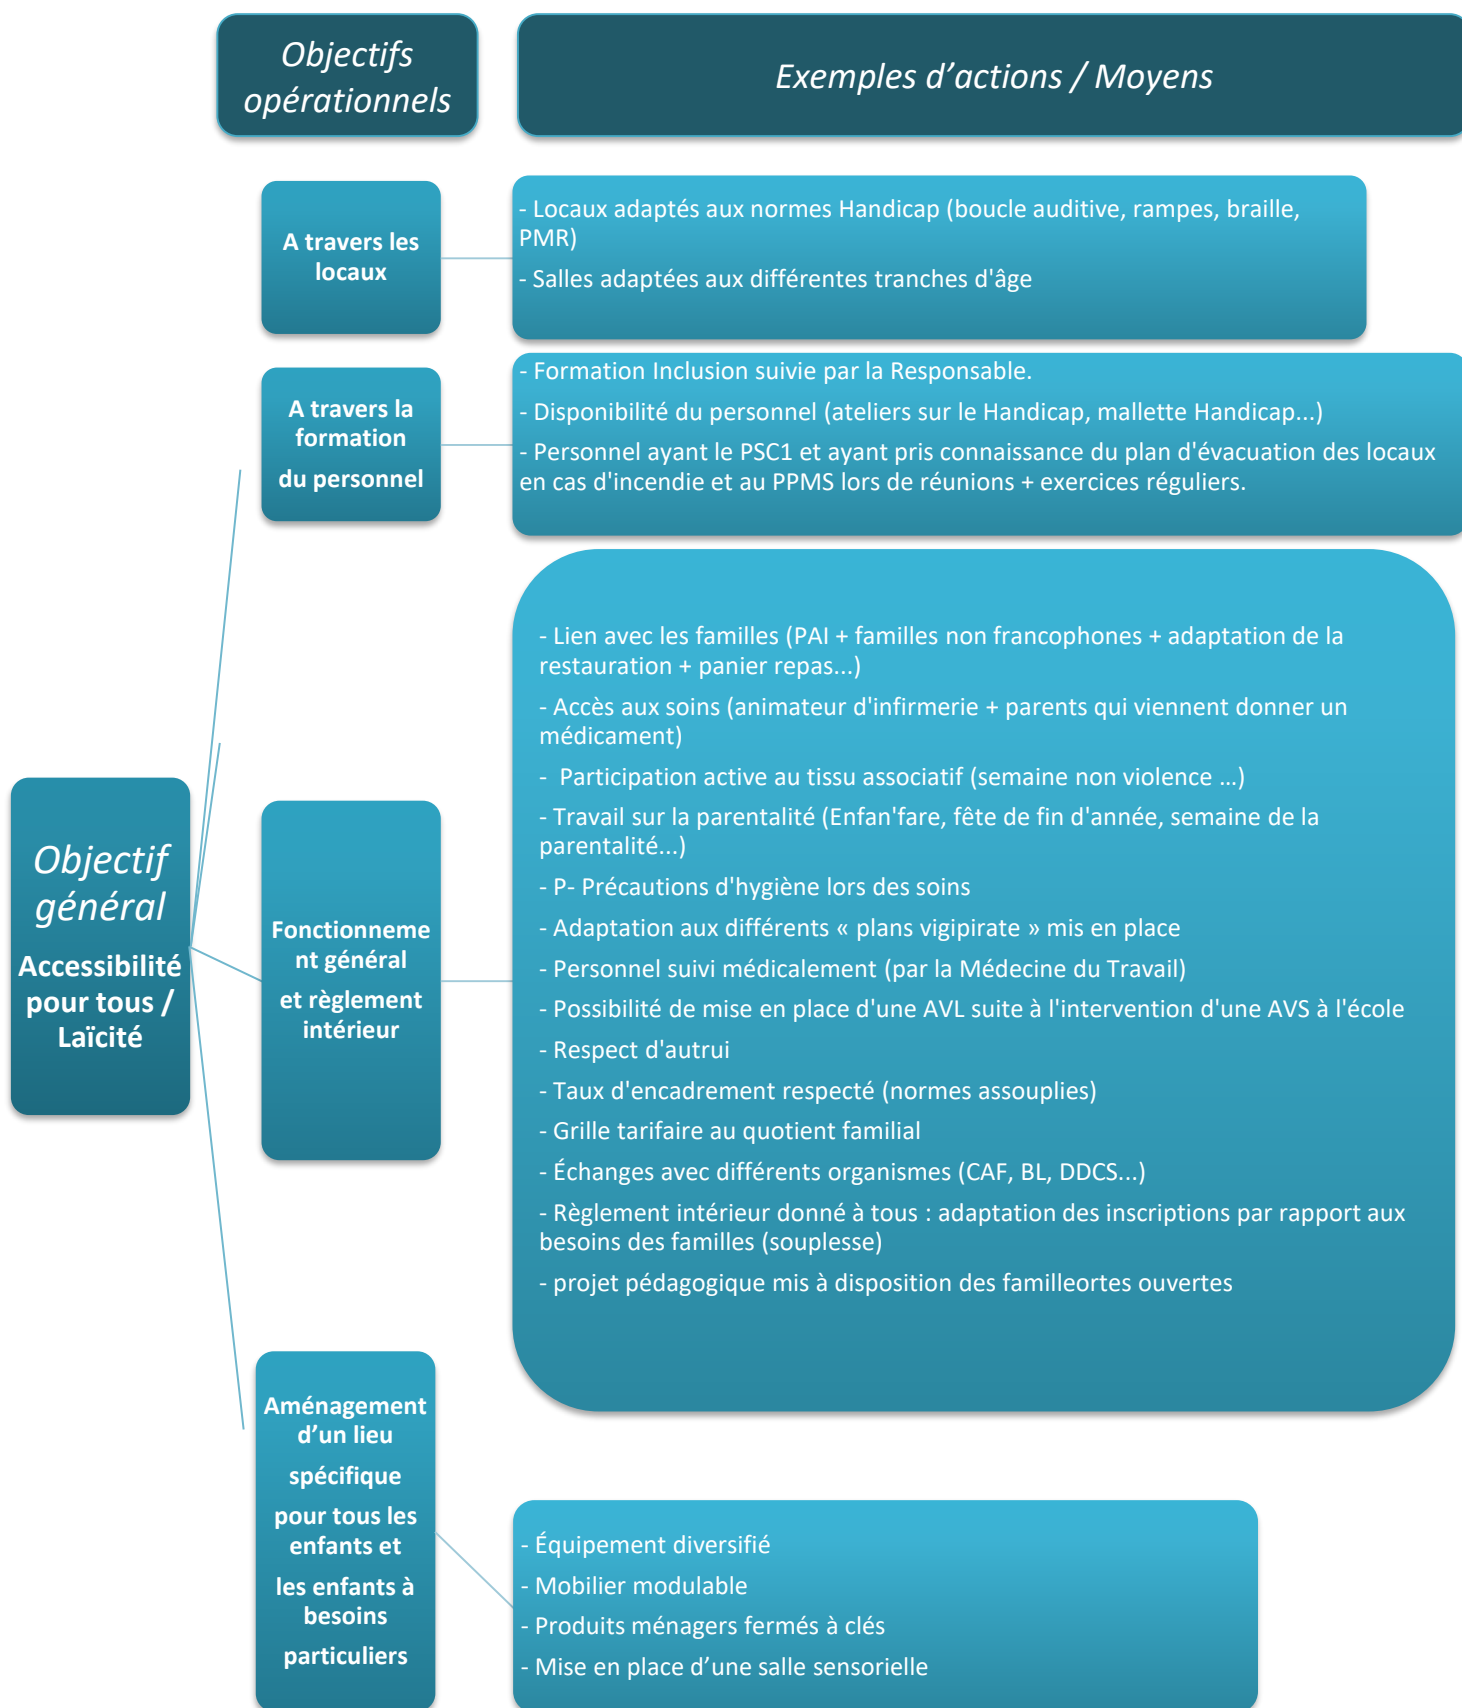 Objectifs
opérationnels
Exemples d’actions / Moyens
A travers les
locaux
- Locaux adaptés aux normes Handicap (boucle auditive, rampes, braille,
PMR)
- Salles adaptées aux différentes tranches d'âge
A travers la
formation
du personnel
- Formation Inclusion suivie par la Responsable.
- Disponibilité du personnel (ateliers sur le Handicap, mallette Handicap...)
- Personnel ayant le PSC1 et ayant pris connaissance du plan d'évacuation des locaux
en cas d'incendie et au PPMS lors de réunions + exercices réguliers.
Objectif
général
Accessibilité
pour tous /
Laïcité
Fonctionneme
nt général
et règlement
intérieur
- Lien avec les familles (PAI + familles non francophones + adaptation de la
restauration + panier repas...)
- Accès aux soins (animateur d'infirmerie + parents qui viennent donner un
médicament)
-  Participation active au tissu associatif (semaine non violence ...)
- Travail sur la parentalité (Enfan'fare, fête de fin d'année, semaine de la
parentalité...)
- P- Précautions d'hygiène lors des soins
- Adaptation aux différents « plans vigipirate » mis en place
- Personnel suivi médicalement (par la Médecine du Travail)
- Possibilité de mise en place d'une AVL suite à l'intervention d'une AVS à l'école
- Respect d'autrui
- Taux d'encadrement respecté (normes assouplies)
- Grille tarifaire au quotient familial
- Échanges avec différents organismes (CAF, BL, DDCS...)
- Règlement intérieur donné à tous : adaptation des inscriptions par rapport aux
besoins des familles (souplesse)
- projet pédagogique mis à disposition des familleortes ouvertes
Aménagement
d’un lieu
spécifique
pour tous les
enfants et
les enfants à
besoins
particuliers
- Équipement diversifié
- Mobilier modulable
- Produits ménagers fermés à clés
- Mise en place d’une salle sensorielle